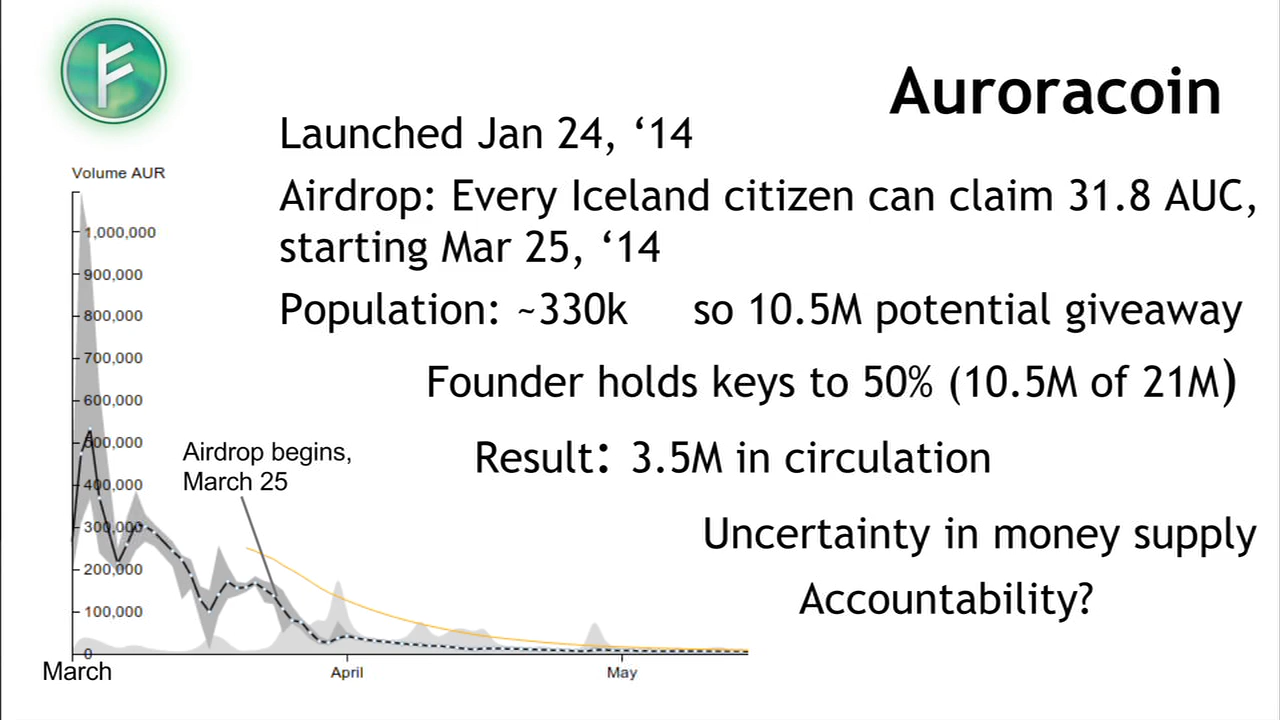 Auroracoin
Launched Jan 24, ‘14
Airdrop: Every Iceland citizen can claim 31.8 AUC,
starting Mar 25, ‘14
Population: ~330k so 10.5M potential giveaway
Founder holds keys to 50% (10.5M of 21M)
Result: 3.5M in circulation
Uncertainty in money supply
Accountability?
Volume AUR
1,000,000
900,000
800,000
700,000
600,000
500,000
400,000
300,000
200,000
100,000
0
Airdrop begins,
March 25
March April May